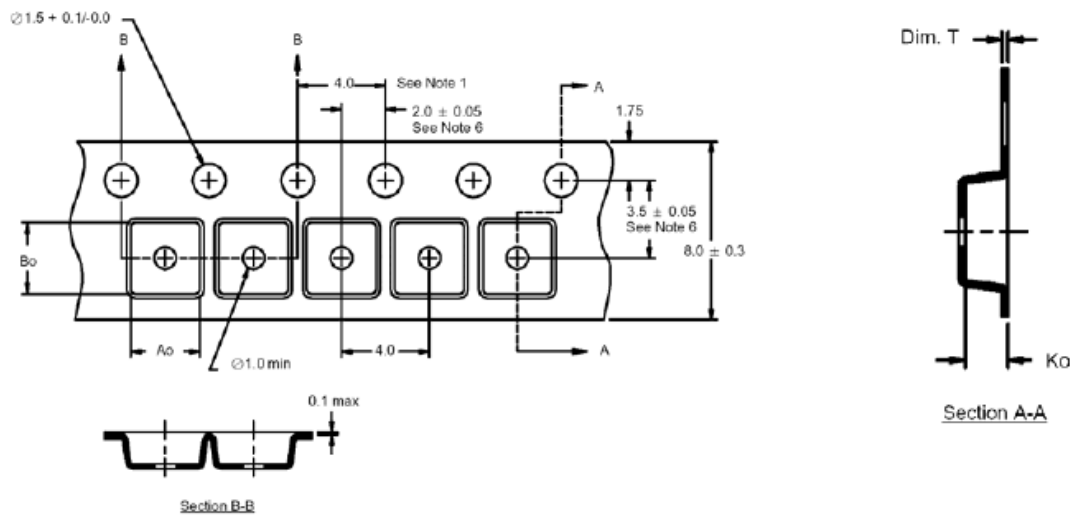 ∅1.5 + 0.1/-0.0
B
B
4.0
See Note 1
2.0 ± 0.05
See Note 6
A
1.75
3.5 ± 0.05
See Note 6
8.0 ± 0.3
Bo
Ao
∅1.0 min
4.0
A
0.1 max
Section B-B
Dim. T
Ko
Section A-A